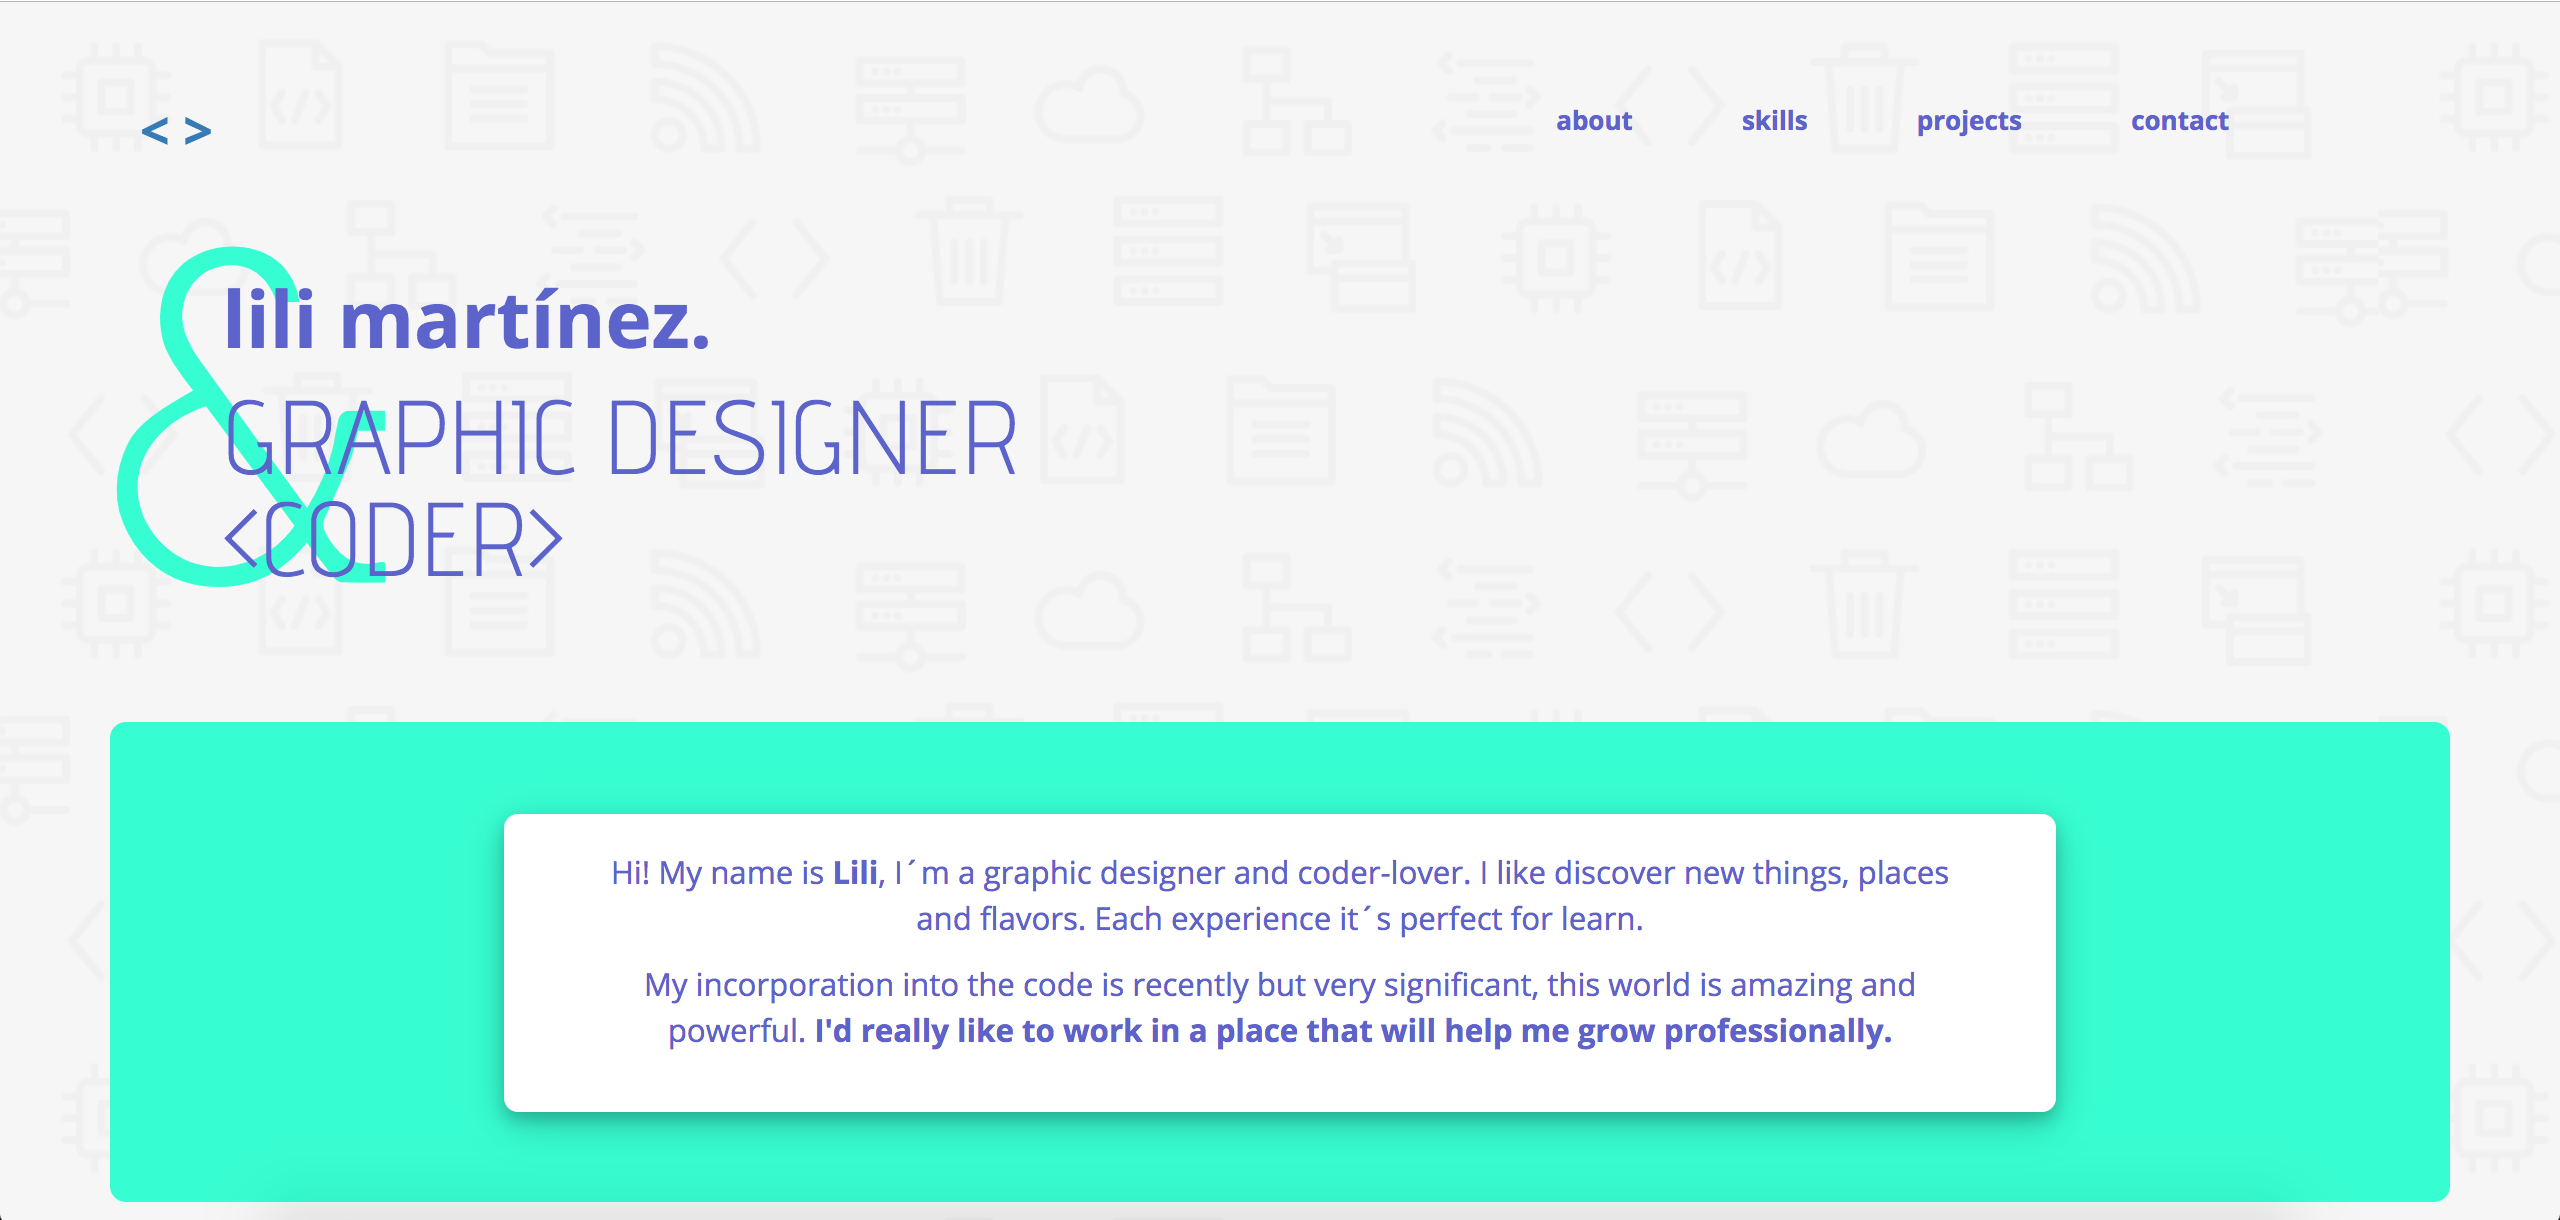 < >
about skills projects contact
&
lili martínez.
GRAPHIC DESIGNER
<CODER>
Hi! My name is Lili, I´m a graphic designer and coder-lover. I like discover new things, places
and flavors. Each experience it´s perfect for learn.
My incorporation into the code is recently but very significant, this world is amazing and
powerful. I'd really like to work in a place that will help me grow professionally.